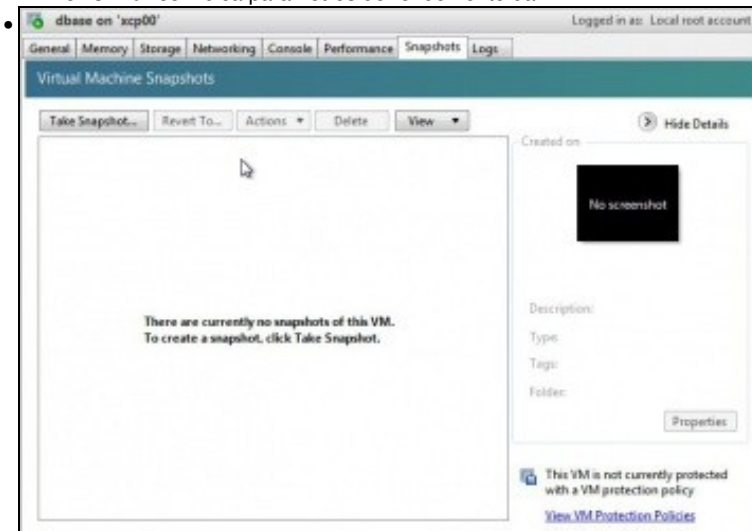 dbase on 'xcp00'
Logged in as: Local root account
General Memory Storage Networking Console Performance Snapshots Logs
Virtual Machine Snapshots
Take Snapshot... Revert To... Actions Delete View
Hide Details
Created on
No screenshot
There are currently no snapshots of this VM.
To create a snapshot, click Take Snapshot.
Description:
Type:
Tags:
Folder:
Properties
This VM is not currently protected
with a VM protection policy
View VM Protection Policies